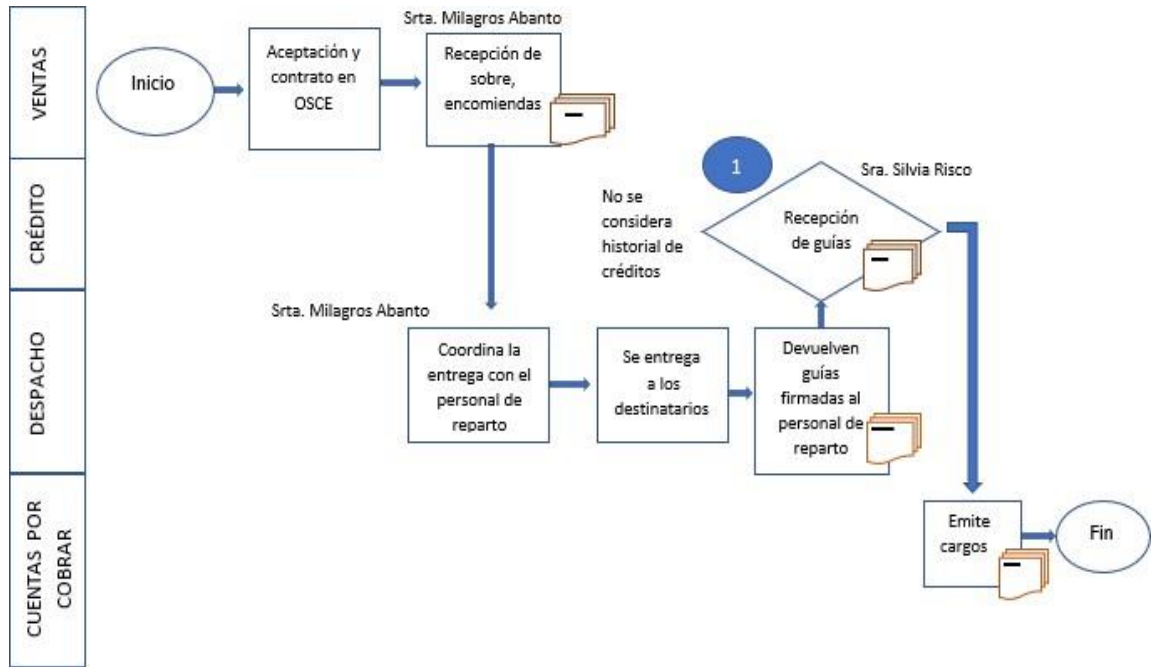 VENTAS
Inicio
Aceptación y
contrato en
OSCE
Srta. Milagros Abanto
Recepción de
sobre,
encomiendas
CRÉDITO
No se
considera
historial de
créditos
1
Sra. Silvia Risco
Recepción
de guías
DESPACHO
Srta. Milagros Abanto
Coordina la
entrega con el
personal de
reparto
Se entrega
a los
destinatarios
Devuelven
guías
firmadas al
personal de
reparto
CUENTAS POR
COBRAR
Emite
cargos
Fin